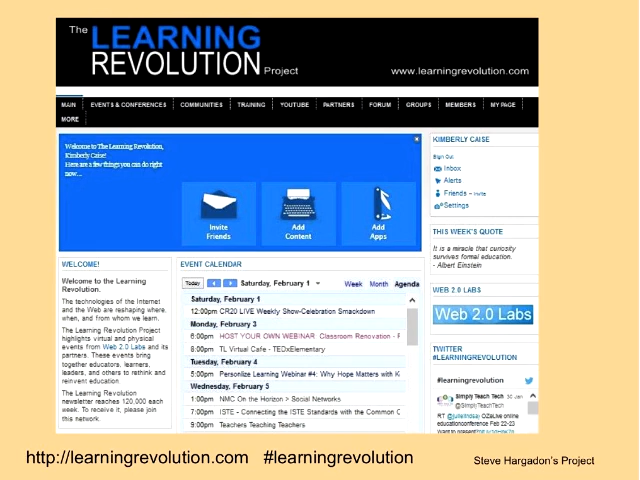 The LEARNING
REVOLUTION Project
www.learningrevolution.com
MAIN EVENTS & CONFERENCES COMMUNITIES TRAINING YOUTUBE PARTNERS FORUM GROUPS MEMBERS MY PAGE
MORE
Welcome to The Learning Revolution,
Kimberly Caise!
Here are a few things you can do right
now...
Invite
Friends
Add
Content
Add
Apps
KIMBERLY CAISE
Sign Out
Inbox
Alerts
Friends – Invite
Settings
THIS WEEK'S QUOTE
It is a miracle that curiosity
survives formal education.
- Albert Einstein
WEB 2.0 LABS
Web 2.0 Labs
TWITTER
#LEARNINGREVOLUTION
#learningrevolution
Simply Teach Tech 30 Jan
@SimplyTeachTech
RT @julielindsay OZeLive online
educationconference Feb 22-23
WELCOME!
Welcome to the Learning
Revolution.
The technologies of the Internet
and the Web are reshaping where,
when, and from whom we learn.
The Learning Revolution Project
highlights virtual and physical
events from Web 2.0 Labs and its
partners. These events bring
together educators, learners,
leaders, and others to rethink and
reinvent education.
The Learning Revolution
newsletter reaches 120,000 each
week. To receive it, please join
this network.
EVENT CALENDAR
Today Saturday, February 1 Week Month Agenda
Saturday, February 1
12:00pm CR20 LIVE Weekly Show-Celebration Smackdown
Monday, February 3
6:00pm HOST YOUR OWN WEBINAR Classroom Renovation - F
8:00pm TL Virtual Cafe - TEDxElementary
Tuesday, February 4
5:00pm Personalize Learning Webinar #4: Why Hope Matters with K
Wednesday, February 5
1:00pm NMC On the Horizon > Social Networks
7:00pm ISTE - Connecting the ISTE Standards with the Common C
9:00pm Teachers Teaching Teachers
http://learningrevolution.com #learningrevolution
Steve Hargadon's Project